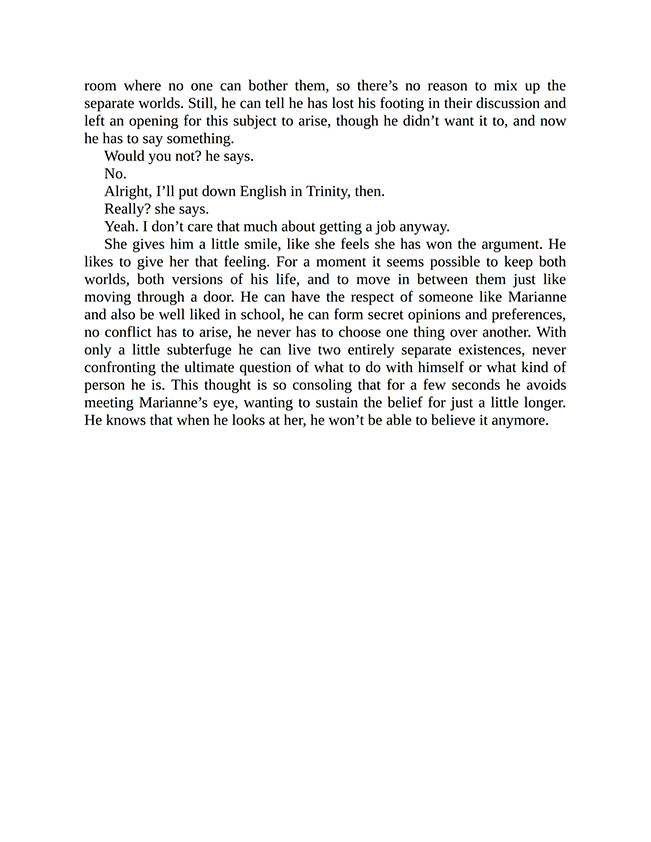 room where no one can bother them, so there’s no reason to mix up the
separate worlds. Still, he can tell he has lost his footing in their discussion and
left an opening for this subject to arise, though he didn’t want it to, and now
he has to say something.
Would you not? he says.
No.
Alright, I’ll put down English in Trinity, then.
Really? she says.
Yeah. I don’t care that much about getting a job anyway.
She gives him a little smile, like she feels she has won the argument. He
likes to give her that feeling. For a moment it seems possible to keep both
worlds, both versions of his life, and to move in between them just like
moving through a door. He can have the respect of someone like Marianne
and also be well liked in school, he can form secret opinions and preferences,
no conflict has to arise, he never has to choose one thing over another. With
only a little subterfuge he can live two entirely separate existences, never
confronting the ultimate question of what to do with himself or what kind of
person he is. This thought is so consoling that for a few seconds he avoids
meeting Marianne’s eye, wanting to sustain the belief for just a little longer.
He knows that when he looks at her, he won’t be able to believe it anymore.